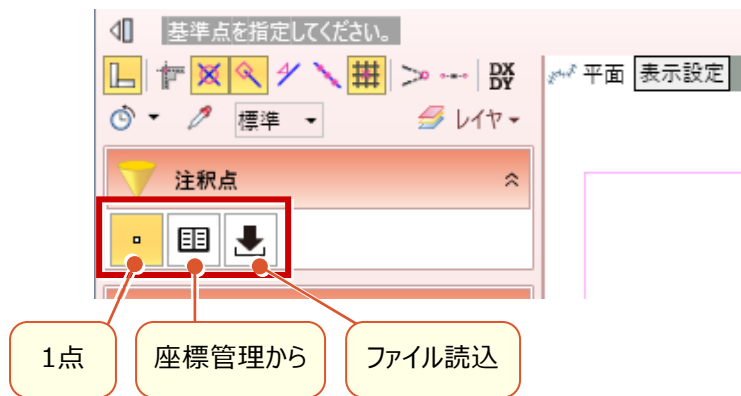 基準点を指定してください。
DX
DY
平面 表示設定
標準 レイヤ
注釈点
1点 座標管理から ファイル読込